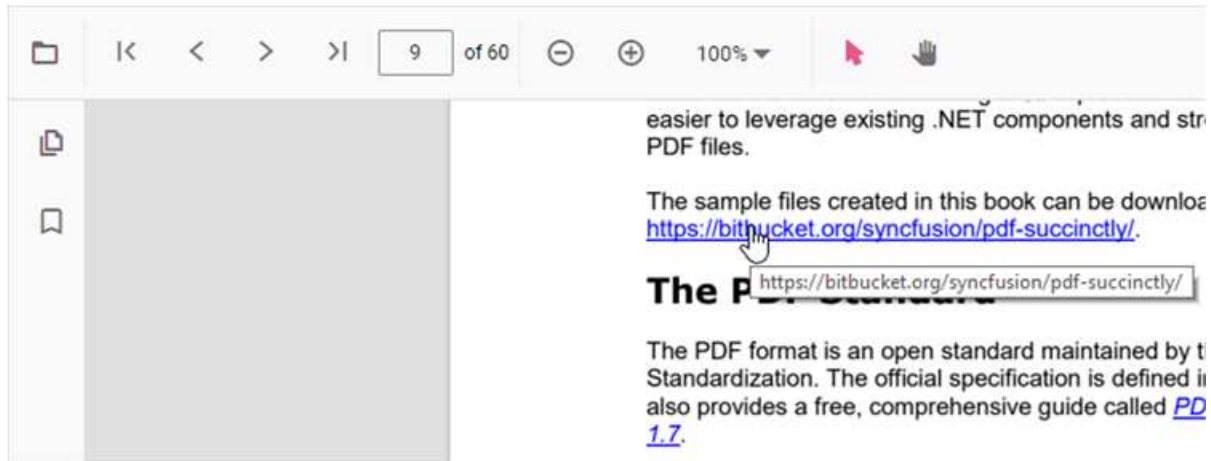 9 of 60 100%
easier to leverage existing .NET components and str
PDF files.
The sample files created in this book can be downloa
https://bitbucket.org/syncfusion/pdf-succinctly/.
https://bitbucket.org/syncfusion/pdf-succinctly/
The PDF Standard
The PDF format is an open standard maintained by t
Standardization. The official specification is defined i
also provides a free, comprehensive guide called PD
1.7.